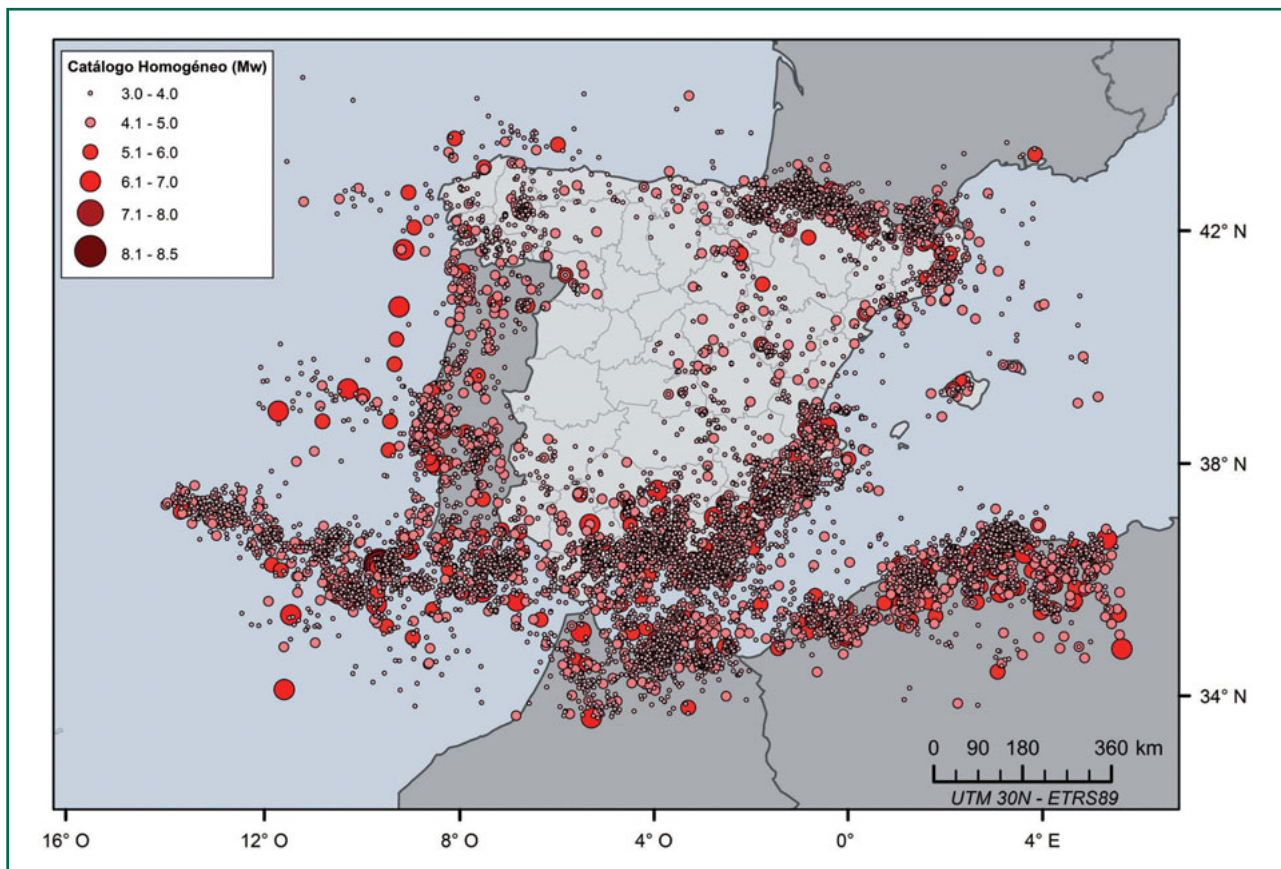 Catálogo Homogéneo (Mw)
3.0 - 4.0
4.1 - 5.0
5.1 - 6.0
6.1 - 7.0
7.1 - 8.0
8.1 - 8.5
42° N
38° N
34° N
0 90 180 360 km
UTM 30N - ETRS89
16° O 12° O 8° O 4° O 0° 4° E